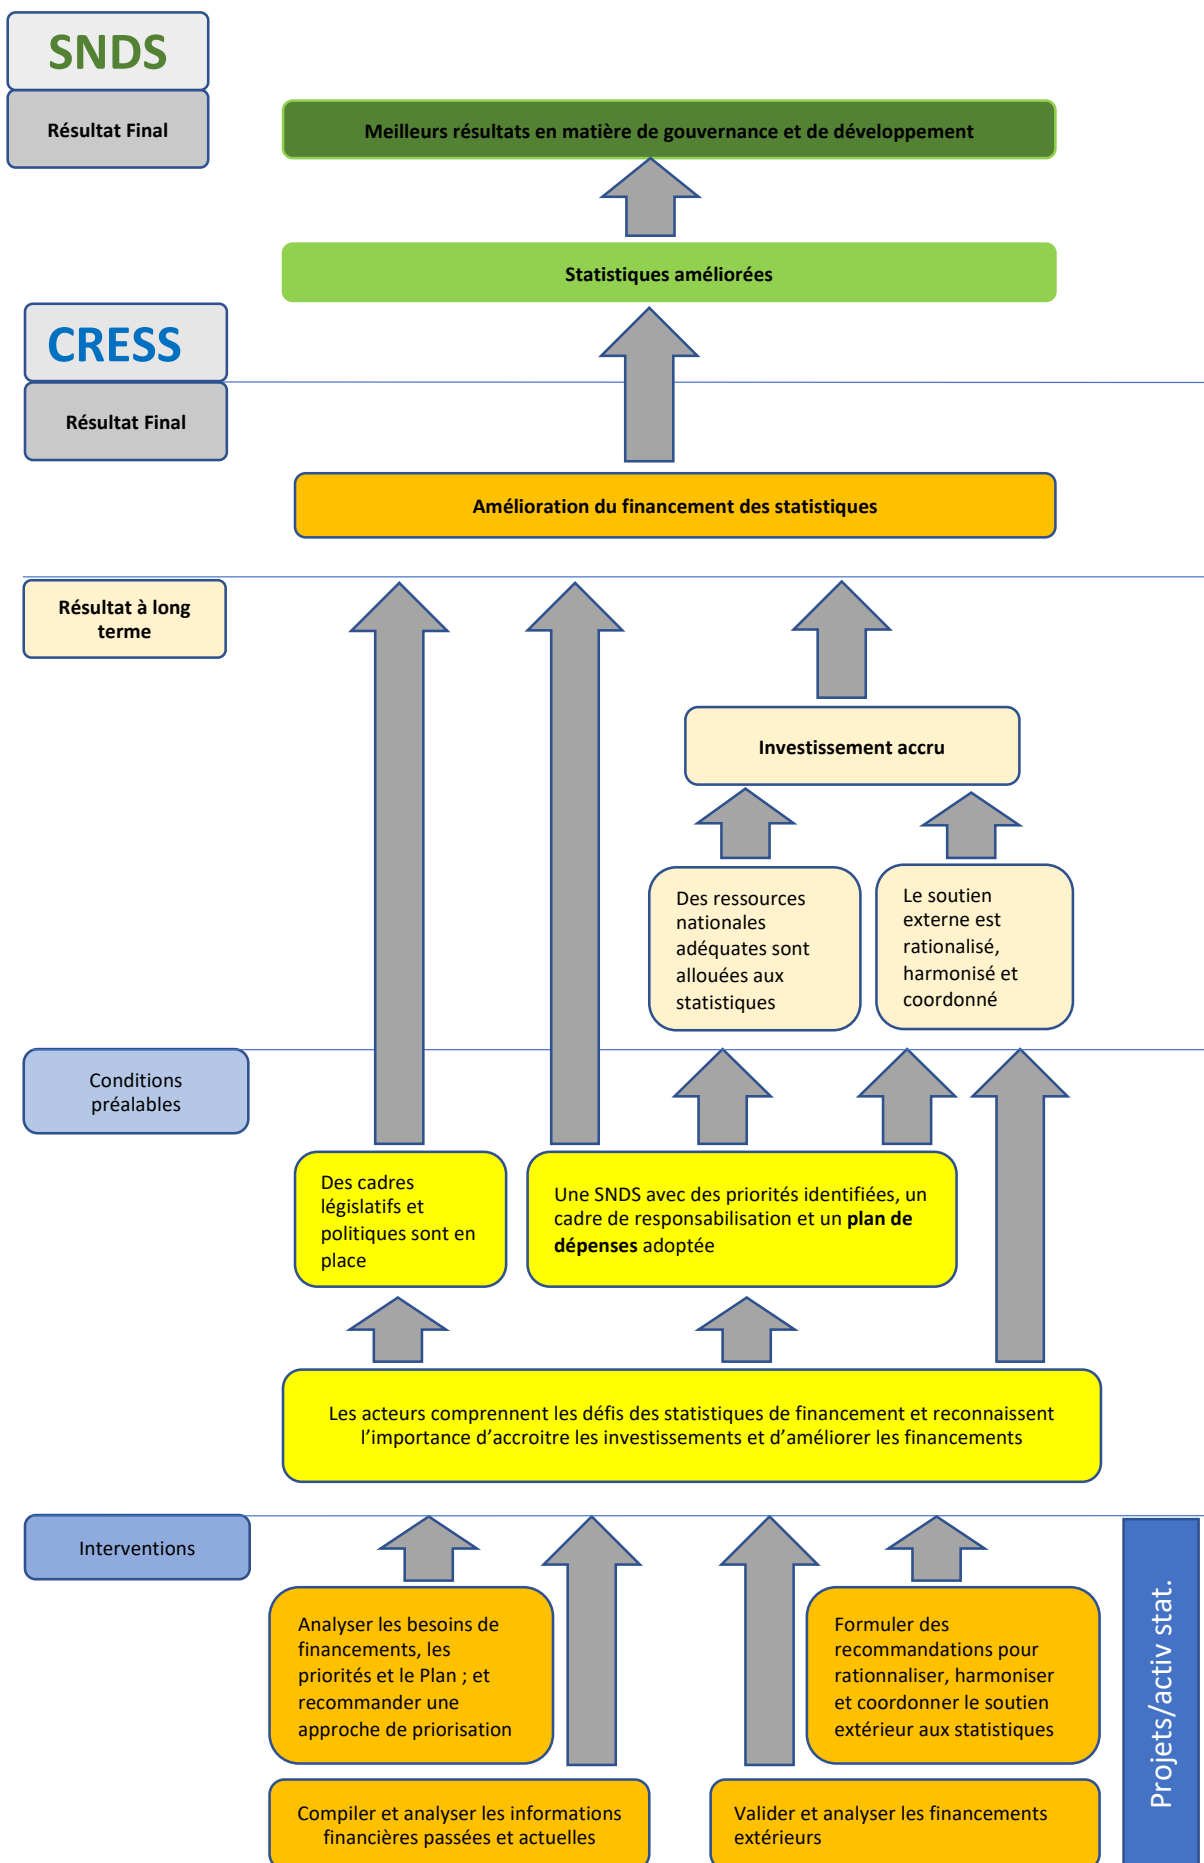 SNDS
Résultat Final
Meilleurs résultats en matière de gouvernance et de développement
Statistiques améliorées
CRESS
Résultat Final
Amélioration du financement des statistiques
Résultat à long
terme
Investissement accru
Des ressources
nationales
adéquates sont
allouées aux
statistiques
Le soutien
externe est
rationalisé,
harmonisé et
coordonné
Conditions
préalables
Des cadres
législatifs et
politiques sont en
place
Une SNDS avec des priorités identifiées, un
cadre de responsabilisation et un plan de
dépenses adoptée
Les acteurs comprennent les défis des statistiques de financement et reconnaissent
l’importance d’accroitre les investissements et d’améliorer les financements
Interventions
Analyser les besoins de
financements, les
priorités et le Plan ; et
recommander une
approche de priorisation
Formuler des
recommandations pour
rationnaliser, harmoniser
et coordonner le soutien
extérieur aux statistiques
Projets/activ stat.
Compiler et analyser les informations
financières passées et actuelles
Valider et analyser les financements
extérieurs